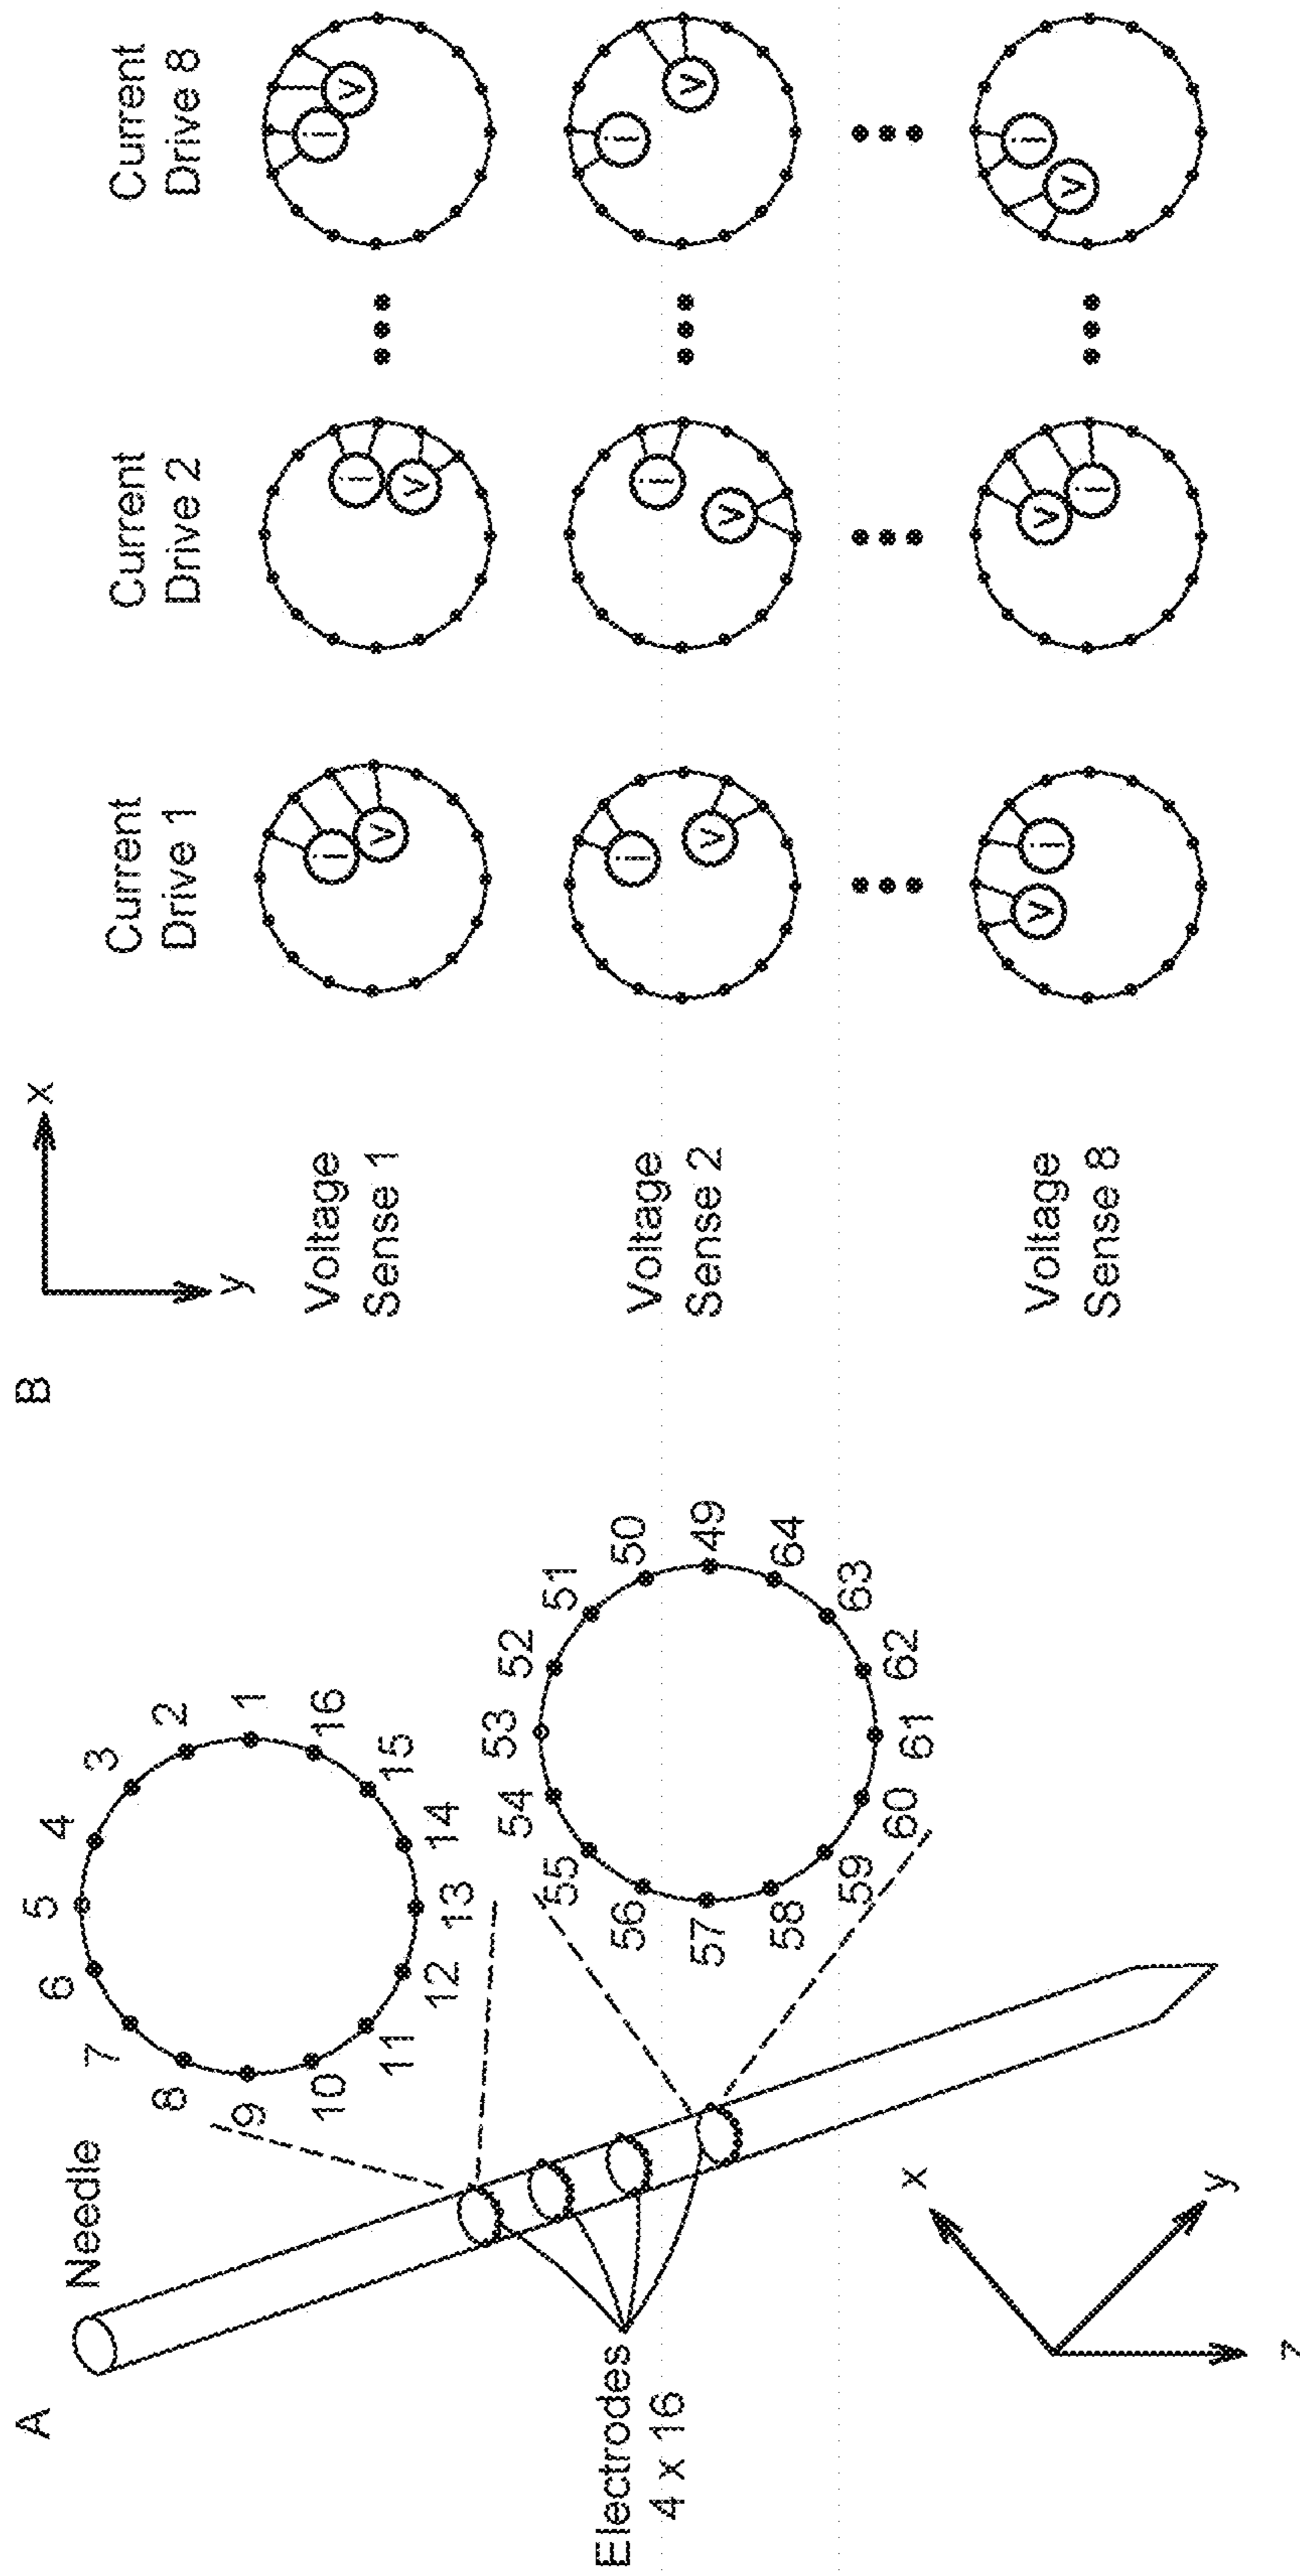 A
Needle
1
2
3
4
5
6
7
8
9
10
11
12
13
14
15
16
49
50
51
52
53
54
55
56
57
58
59
60
61
62
63
64
Electrodes
4 x 16
x
y
z
B
x
y
Current
Drive 1
Current
Drive 2
Current
Drive 8
Voltage
Sense 1
i
v
i
v
i
v
Voltage
Sense 2
i
v
i
v
i
v
Voltage
Sense 8
v
i
v
i
v
i